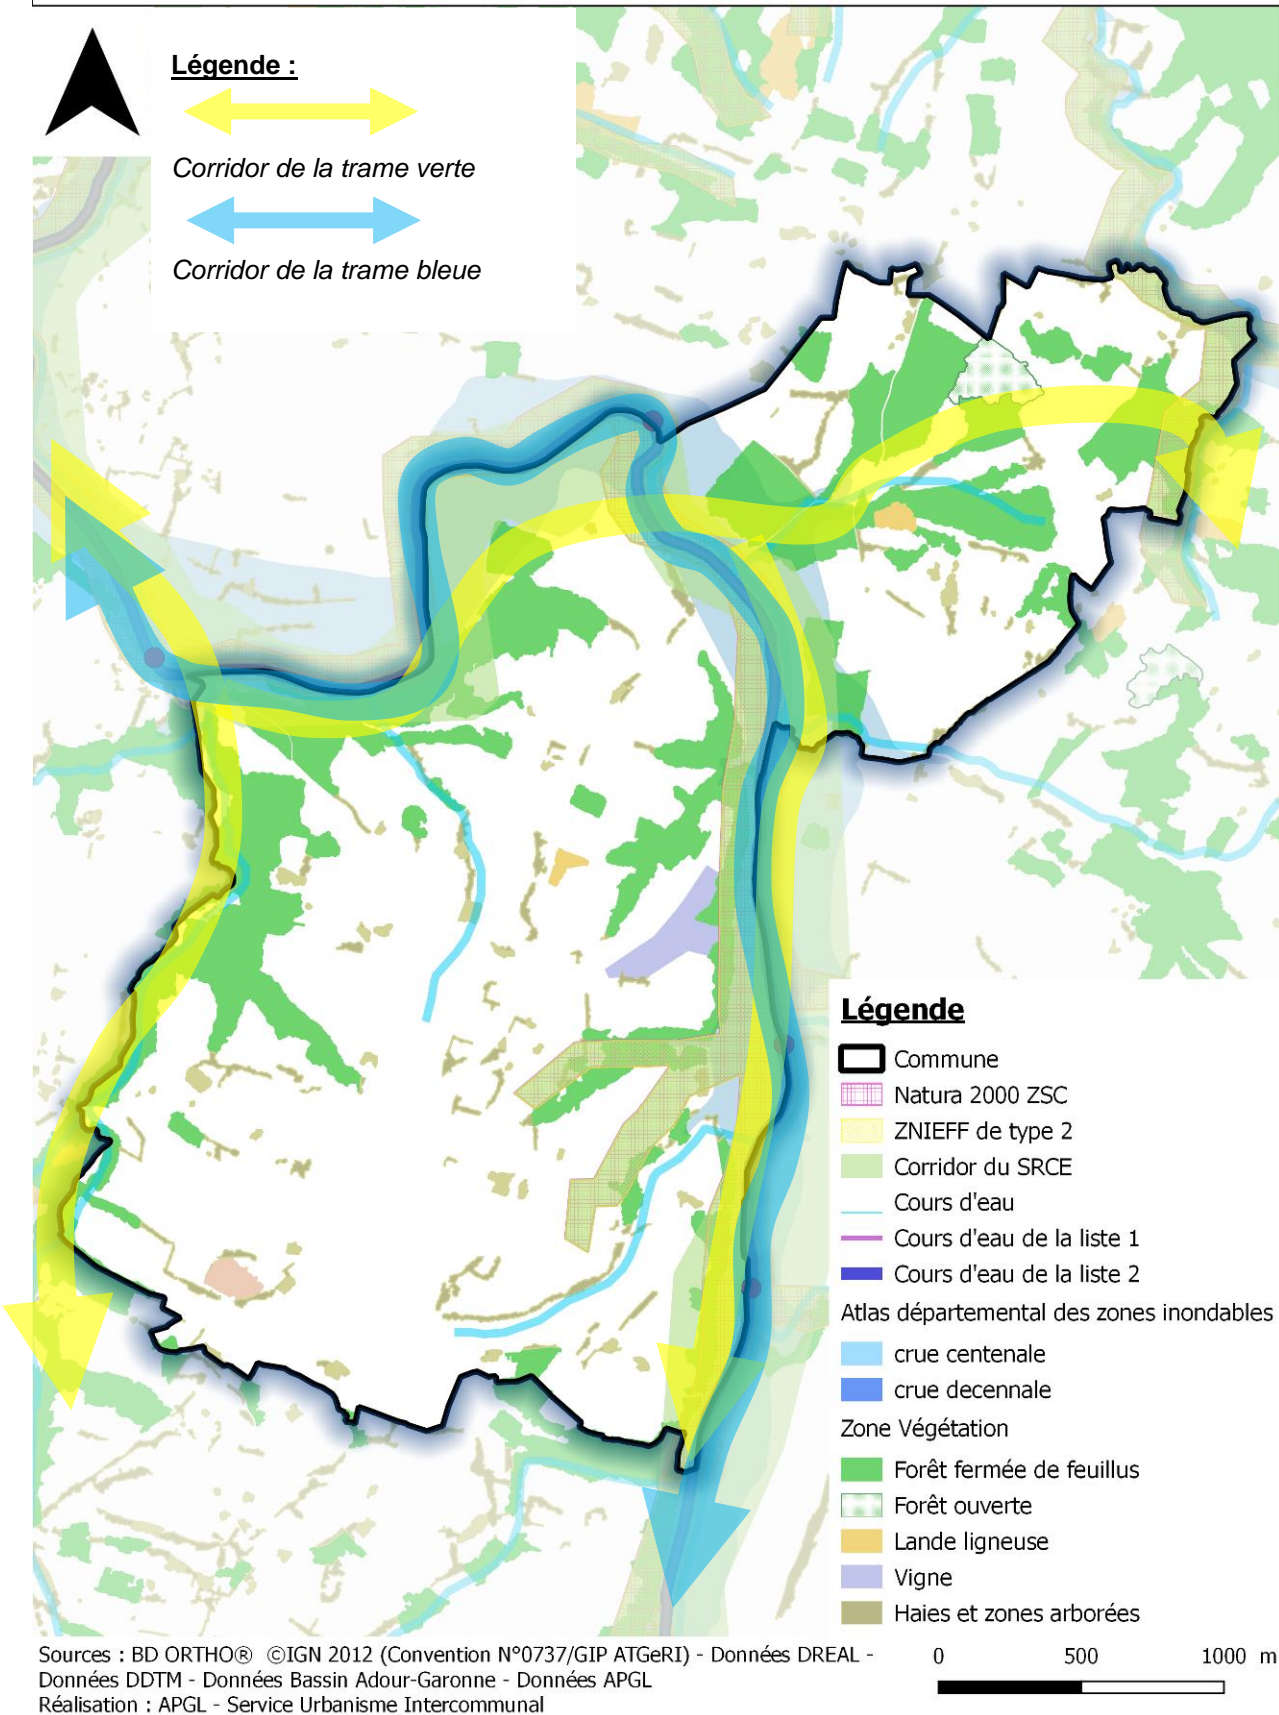 Légende :
Corridor de la trame verte
Corridor de la trame bleue
Légende
Commune
Natura 2000 ZSC
ZNIEFF de type 2
Corridor du SRCE
Cours d'eau
Cours d'eau de la liste 1
Cours d'eau de la liste 2
Atlas départemental des zones inondables
crue centenale
crue decennale
Zone Végétation
Forêt fermée de feuillus
Forêt ouverte
Lande ligneuse
Vigne
Haies et zones arborées
Sources : BD ORTHO® ©IGN 2012 (Convention N°0737/GIP ATGeRI) - Données DREAL -
Données DDTM - Données Bassin Adour-Garonne - Données APGL
Réalisation : APGL - Service Urbanisme Intercommunal
0 500 1000 m